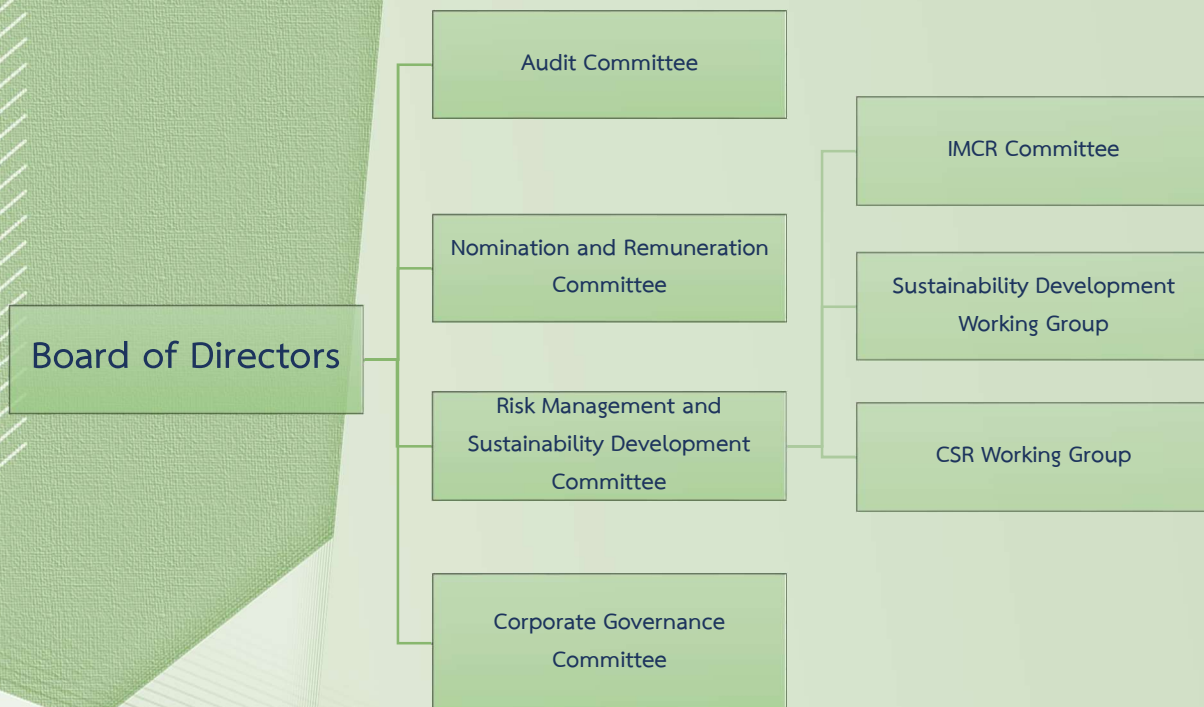 Board of Directors
Audit Committee
Nomination and Remuneration
Committee
Risk Management and
Sustainability Development
Committee
Corporate Governance
Committee
IMCR Committee
Sustainability Development
Working Group
CSR Working Group